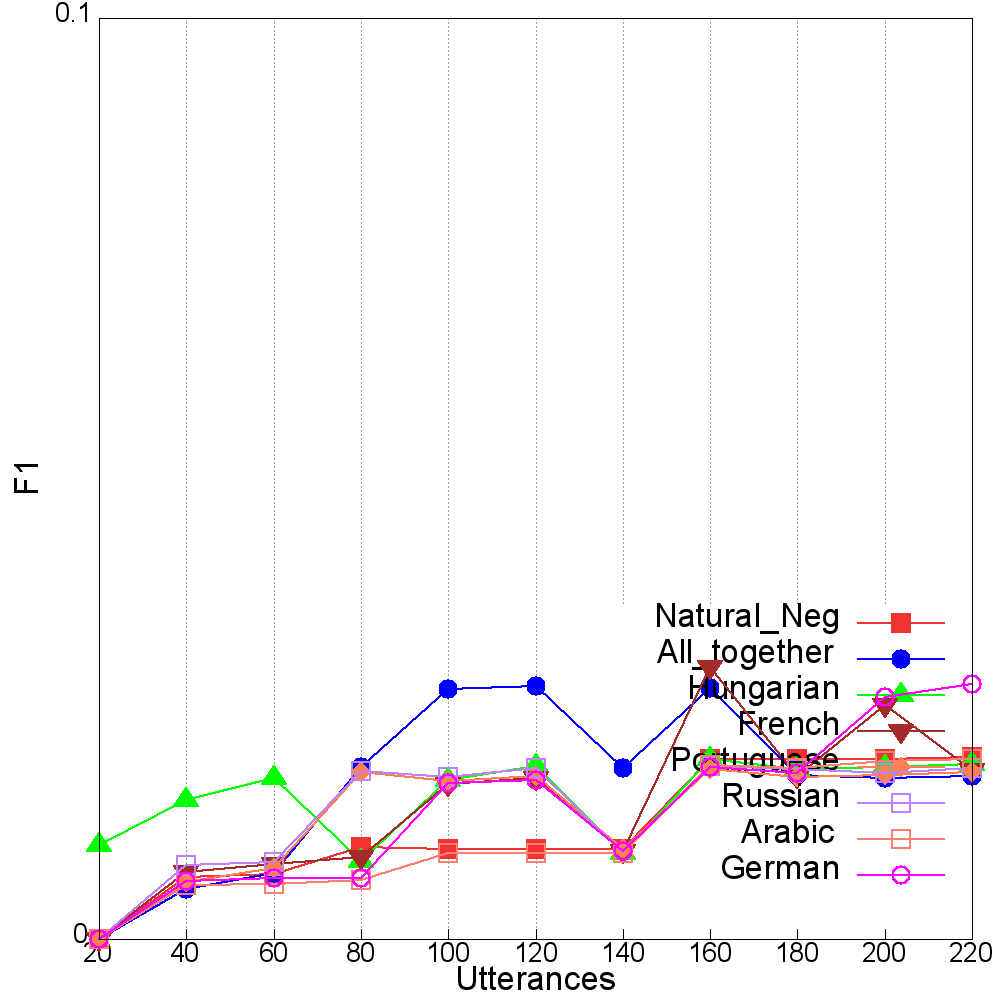 0.1
F1
Natural_Neg
All_together
Hungarian
French
Portuguese
Russian
Arabic
German
0
20 40 60 80 100 120 140 160 180 200 220
Utterances